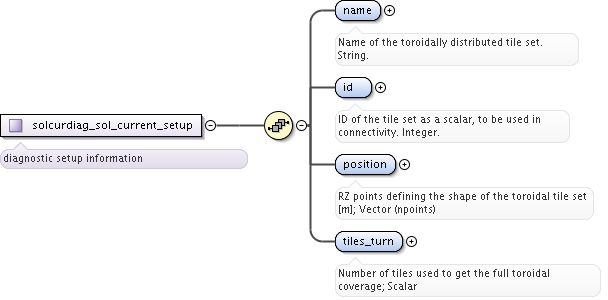 name
Name of the toroidally distributed tile set.
String.
id
ID of the tile set as a scalar, to be used in
connectivity. Integer.
solcurdiag_sol_current_setup
diagnostic setup information
position
RZ points defining the shape of the toroidal tile set
[m]; Vector (npoints)
tiles_turn
Number of tiles used to get the full toroidal
coverage; Scalar